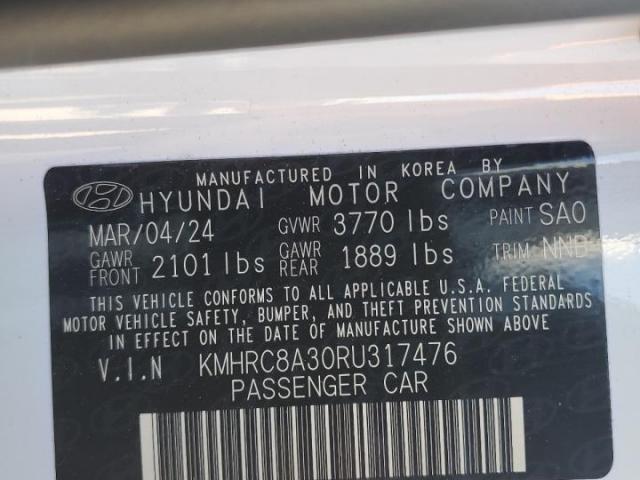 MANUFACTURED IN KOREA BY
HYUNDAI MOTOR COMPANY
MAR/04/24 GVWR 3770 lbs PAINT SAO
GAWR FRONT 2101 lbs GAWR REAR 1889 lbs TRIM NNB
THIS VEHICLE CONFORMS TO ALL APPLICABLE U.S.A. FEDERAL
MOTOR VEHICLE SAFETY, BUMPER, AND THEFT PREVENTION STANDARDS
IN EFFECT ON THE DATE OF MANUFACTURE SHOWN ABOVE.
V.I.N KMHRC8A30RU317476
PASSENGER CAR